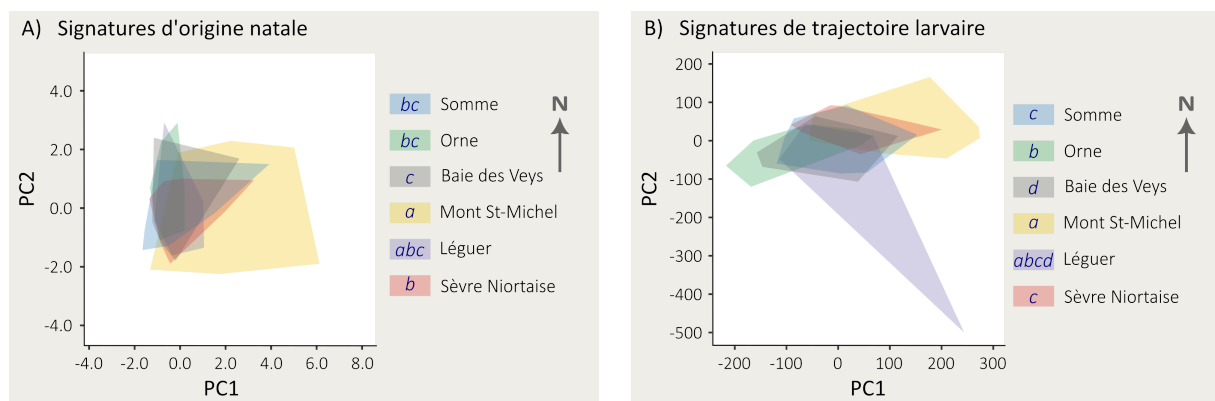 A) Signatures d'origine natale
4.0
2.0
0.0
-2.0
-4.0
PC2
-4.0 -2.0 0.0 2.0 4.0 6.0 8.0
PC1
bc Somme
bc Orne
c Baie des Veys
a Mont St-Michel
abc Léguer
b Sèvre Niortaise
N
B) Signatures de trajectoire larvaire
200
100
0
-100
-200
-300
-400
-500
PC2
-200 -100 0 100 200 300
PC1
c Somme
b Orne
d Baie des Veys
a Mont St-Michel
abcd Léguer
c Sèvre Niortaise
N